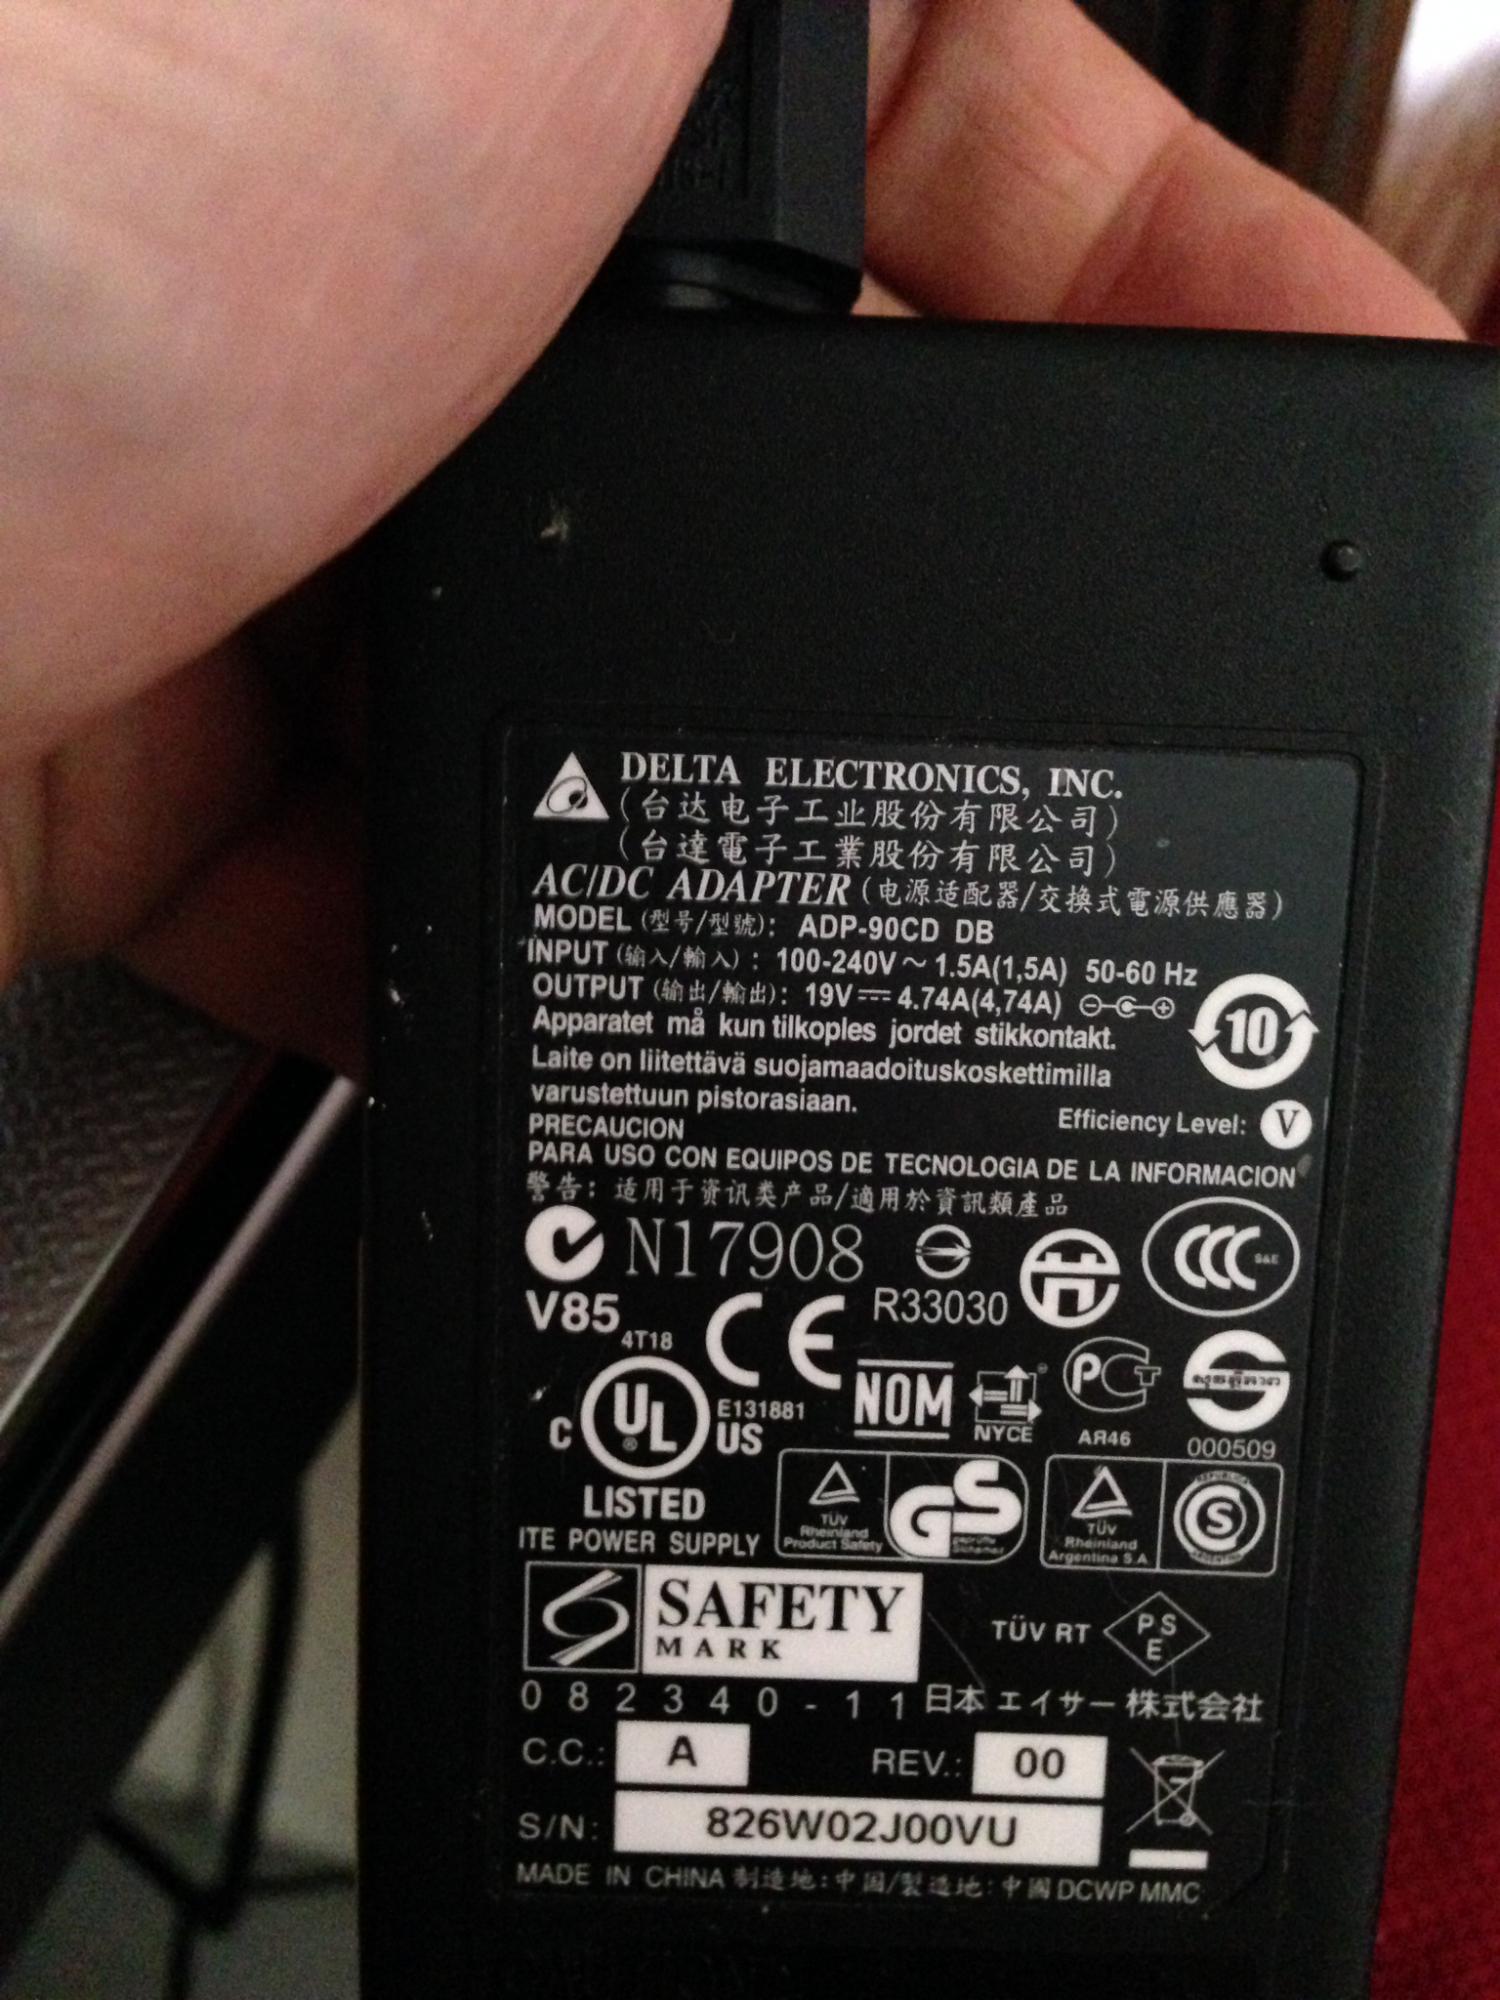 DELTA ELECTRONICS, INC.
(台达电子工业股份有限公司)
(台達電子工業股份有限公司)
AC/DC ADAPTER (电源适配器/交換式電源供應器)
MODEL (型号/型號): ADP-90CD DB
INPUT (输入/輸入): 100-240V ~ 1.5A(1,5A) 50-60 Hz
OUTPUT (输出/輸出): 19V ⎓ 4.74A(4,74A)
10
Apparatet må kun tilkoples jordet stikkontakt.
Laite on liitettävä suojamaadoituskoskettimilla
varustettuun pistorasiaan.
Efficiency Level: V
PRECAUCION
PARA USO CON EQUIPOS DE TECNOLOGIA DE LA INFORMACION
警告: 适用于资讯类产品/適用於資訊類產品
N17908
CCC S&E
V85
4T18
CE
R33030
C UL US
E131881
LISTED
ITE POWER SUPPLY
NOM
NYCE
PCT
AR46
000509
TÜV
Rheinland
Product Safety
GS
geprüfte
Sicherheit
TÜV
Rheinland
Argentina S.A.
S
SAFETY
MARK
TÜV RT
PS
E
082340-11 日本エイサー株式会社
C.C.: A REV.: 00
S/N: 826W02J00VU
MADE IN CHINA 制造地:中国/製造地:中國 DCWP MMC